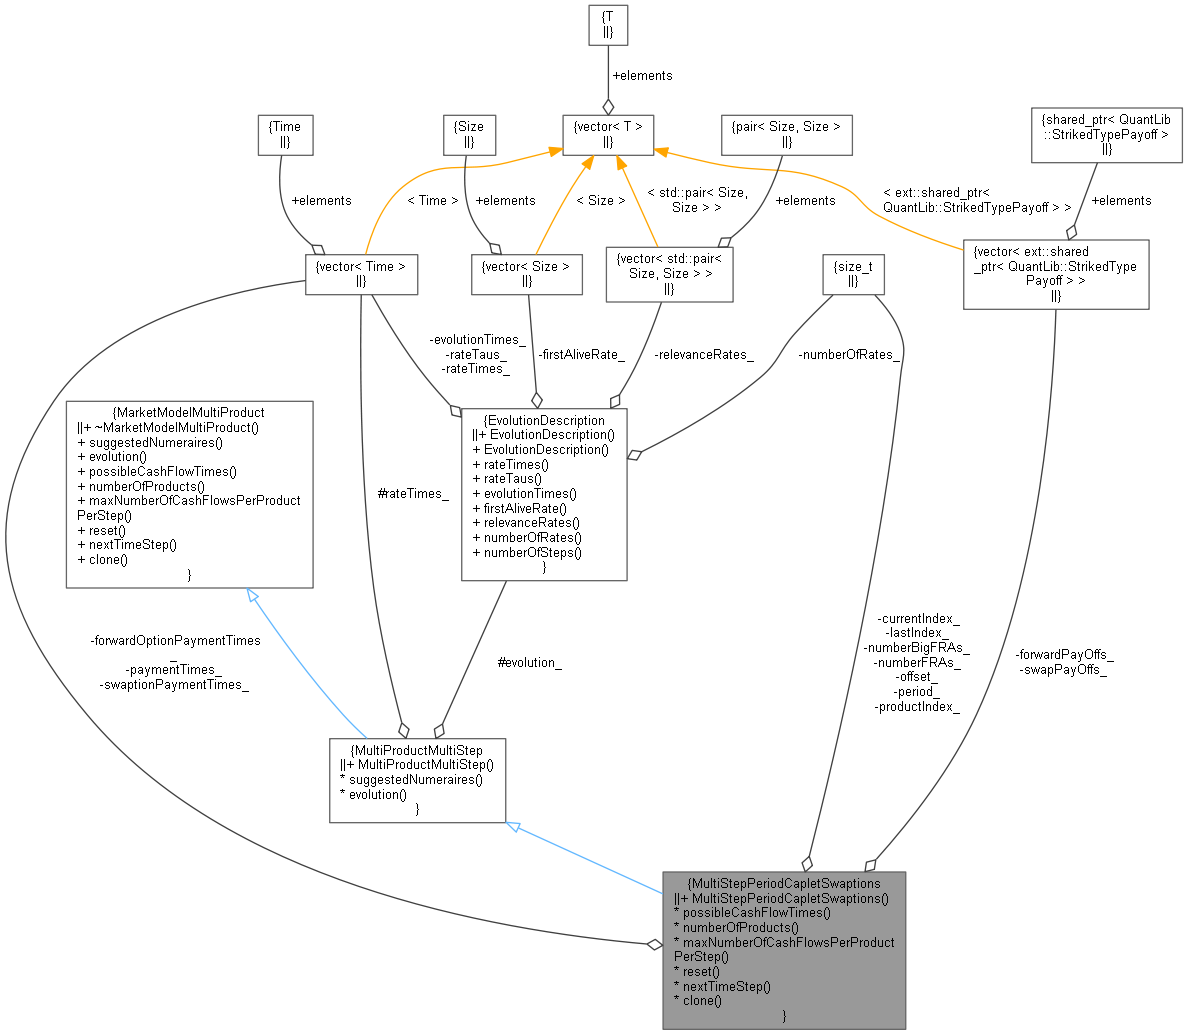 {T
||}
+elements
{Time
||}
{Size
||}
{vector< T >
||}
{pair< Size, Size >
||}
{shared_ptr< QuantLib
::StrikedTypePayoff >
||}
+elements
< Time >
+elements
< Size >
< std::pair< Size,
Size > >
+elements
< ext::shared_ptr<
QuantLib::StrikedTypePayoff > >
+elements
{vector< Time >
||}
{vector< Size >
||}
{vector< std::pair<
Size, Size > >
||}
{size_t
||}
{vector< ext::shared
_ptr< QuantLib::StrikedType
Payoff > >
||}
-evolutionTimes_
-rateTaus_
-rateTimes_
-firstAliveRate_
-relevanceRates_
-numberOfRates_
{MarketModelMultiProduct
||+ ~MarketModelMultiProduct()
+ suggestedNumeraires()
+ evolution()
+ possibleCashFlowTimes()
+ numberOfProducts()
+ maxNumberOfCashFlowsPerProduct
PerStep()
+ reset()
+ nextTimeStep()
+ clone()
}
#rateTimes_
{EvolutionDescription
||+ EvolutionDescription()
+ EvolutionDescription()
+ rateTimes()
+ rateTaus()
+ evolutionTimes()
+ firstAliveRate()
+ relevanceRates()
+ numberOfRates()
+ numberOfSteps()
}
-forwardOptionPaymentTimes
_
-paymentTimes_
-swaptionPaymentTimes_
#evolution_
-currentIndex_
-lastIndex_
-numberBigFRAs_
-numberFRAs_
-offset_
-period_
-productIndex_
-forwardPayOffs_
-swapPayOffs_
{MultiProductMultiStep
||+ MultiProductMultiStep()
* suggestedNumeraires()
* evolution()
}
{MultiStepPeriodCapletSwaptions
||+ MultiStepPeriodCapletSwaptions()
* possibleCashFlowTimes()
* numberOfProducts()
* maxNumberOfCashFlowsPerProduct
PerStep()
* reset()
* nextTimeStep()
* clone()
}